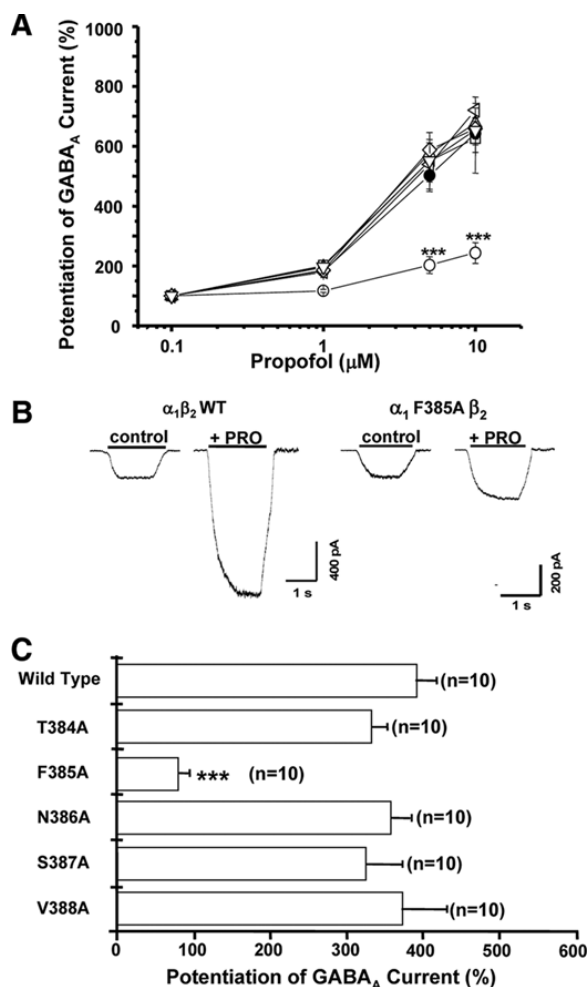 A
Potentiation of GABAA Current (%)
1000
800
600
400
200
100
0
***
***
0.1
1
10
Propofol (μM)
B
α1β2 WT
α1 F385A β2
control
+ PRO
control
+ PRO
400 pA
1 s
200 pA
1 s
C
Wild Type
(n=10)
T384A
(n=10)
F385A
*** (n=10)
N386A
(n=10)
S387A
(n=10)
V388A
(n=10)
0 100 200 300 400 500 600
Potentiation of GABAA Current (%)